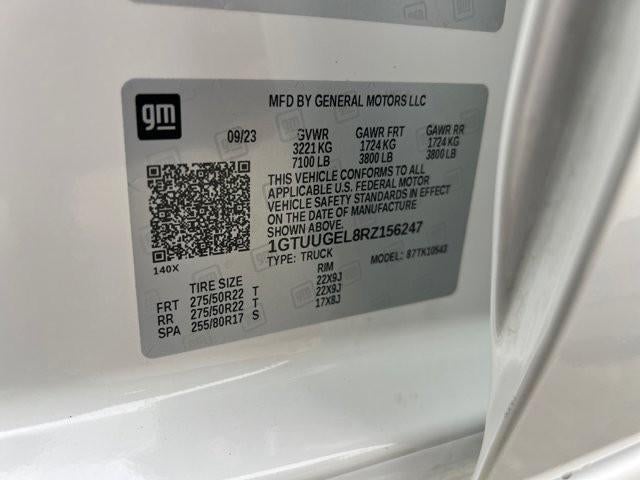 MFD BY GENERAL MOTORS LLC
gm
09/23 GVWR GAWR FRT GAWR RR
3221 KG 1724 KG 1724 KG
7100 LB 3800 LB 3800 LB
THIS VEHICLE CONFORMS TO ALL
APPLICABLE U.S. FEDERAL MOTOR
VEHICLE SAFETY STANDARDS IN EFFECT
ON THE DATE OF MANUFACTURE
SHOWN ABOVE.
1GTUUGEL8RZ156247
TYPE: TRUCK MODEL: 87TK10543
140X
TIRE SIZE RIM
FRT 275/50R22 T 22X9J
RR 275/50R22 T 22X9J
SPA 255/80R17 S 17X8J